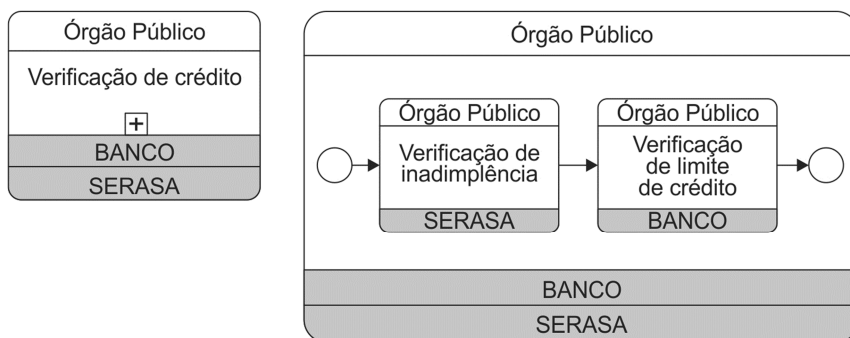 Órgão Público
Verificação de crédito
+
BANCO
SERASA
Órgão Público
Órgão Público
Verificação de
inadimplência
SERASA
Órgão Público
Verificação
de limite
de crédito
BANCO
BANCO
SERASA